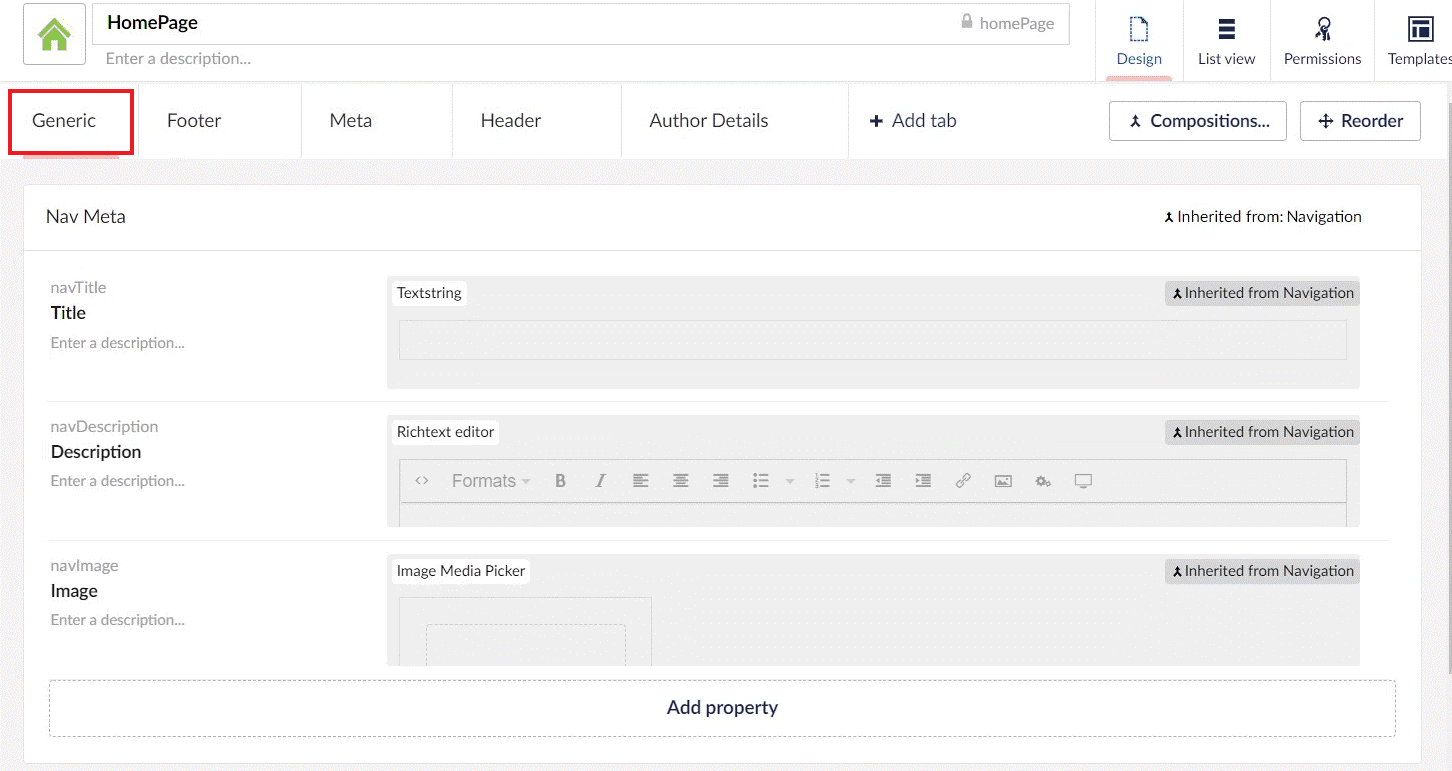 HomePage
homePage
Enter a description...
Design
List view
Permissions
Templates
Generic
Footer
Meta
Header
Author Details
Add tab
Compositions...
Reorder
Nav Meta
Inherited from: Navigation
navTitle
Title
Enter a description...
Textstring
Inherited from Navigation
navDescription
Description
Enter a description...
Richtext editor
Inherited from Navigation
Formats
B
I
navImage
Image
Enter a description...
Image Media Picker
Inherited from Navigation
Add property